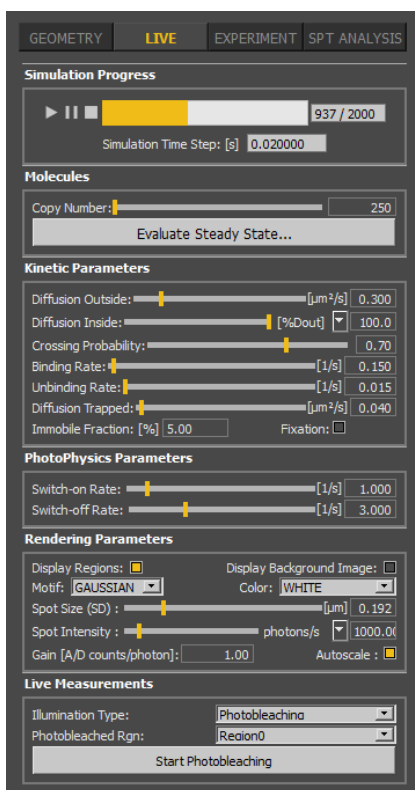 GEOMETRY LIVE EXPERIMENT SPT ANALYSIS
Simulation Progress
937 / 2000
Simulation Time Step: [s] 0.020000
Molecules
Copy Number: 250
Evaluate Steady State...
Kinetic Parameters
Diffusion Outside: [µm²/s] 0.300
Diffusion Inside: [%Dout] 100.0
Crossing Probability: 0.70
Binding Rate: [1/s] 0.150
Unbinding Rate: [1/s] 0.015
Diffusion Trapped: [µm²/s] 0.040
Immobile Fraction: [%] 5.00 Fixation:
PhotoPhysics Parameters
Switch-on Rate: [1/s] 1.000
Switch-off Rate: [1/s] 3.000
Rendering Parameters
Display Regions: Display Background Image:
Motif: GAUSSIAN Color: WHITE
Spot Size (SD) : [µm] 0.192
Spot Intensity : photons/s 1000.0(
Gain [A/D counts/photon]: 1.00 Autoscale :
Live Measurements
Illumination Type: Photobleaching
Photobleached Rgn: Region0
Start Photobleaching